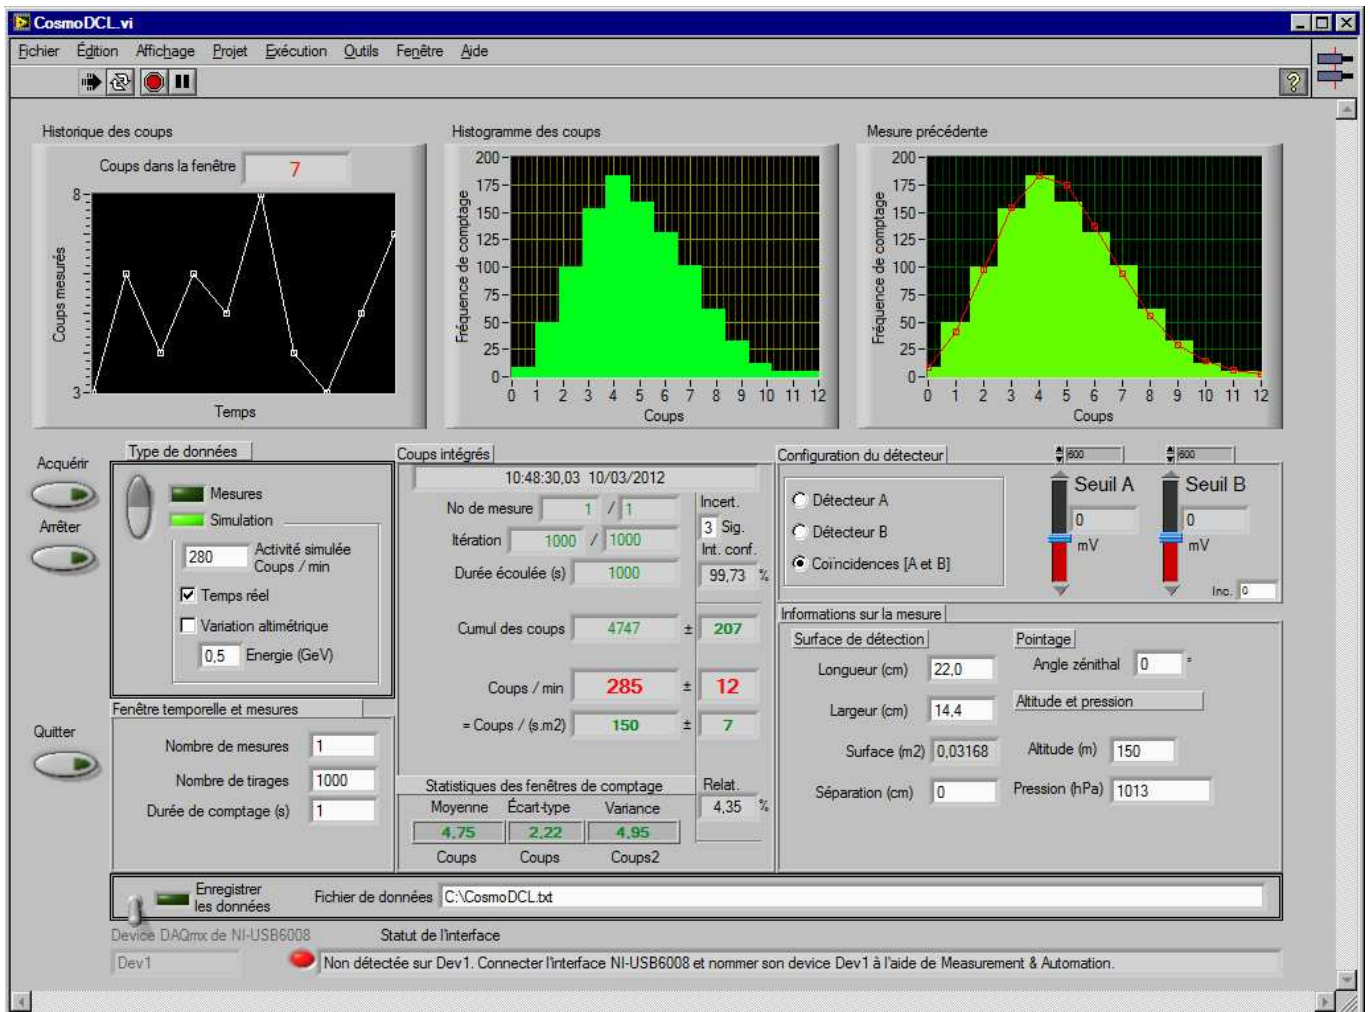 CosmoDCL.vi
Fichier Édition Affichage Projet Exécution Outils Fenêtre Aide
Historique des coups
Coups dans la fenêtre 7
8
3
Coups mesurés
Temps
Histogramme des coups
200
175
150
125
100
75
50
25
0
Fréquence de comptage
0 1 2 3 4 5 6 7 8 9 10 11 12
Coups
Mesure précédente
200
175
150
125
100
75
50
25
0
Fréquence de comptage
0 1 2 3 4 5 6 7 8 9 10 11 12
Coups
Acquérir
Arrêter
Quitter
Type de données
Mesures
Simulation
280 Activité simulée
Coups / min
Temps réel
Variation altimétrique
0,5 Energie (GeV)
Fenêtre temporelle et mesures
Nombre de mesures 1
Nombre de tirages 1000
Durée de comptage (s) 1
Coups intégrés
10:48:30,03 10/03/2012
No de mesure 1 / 1
Itération 1000 / 1000
Durée écoulée (s) 1000
Incert.
3 Sig.
Int. conf.
99,73 %
Cumul des coups 4747 ± 207
Coups / min 285 ± 12
= Coups / (s.m2) 150 ± 7
Statistiques des fenêtres de comptage
Moyenne Écart-type Variance
4,75 2,22 4,95
Coups Coups Coups2
Relat.
4,35 %
Configuration du détecteur
Détecteur A
Détecteur B
Coïncidences [A et B]
600
Seuil A
0
mV
600
Seuil B
0
mV
Inc. 0
Informations sur la mesure
Surface de détection
Longueur (cm) 22,0
Largeur (cm) 14,4
Surface (m2) 0,03168
Séparation (cm) 0
Pointage
Angle zénithal 0 °
Altitude et pression
Altitude (m) 150
Pression (hPa) 1013
Enregistrer
les données
Fichier de données C:\CosmoDCL.txt
Device DAQmx de NI-USB6008
Dev1
Statut de l'interface
Non détectée sur Dev1. Connecter l'interface NI-USB6008 et nommer son device Dev1 à l'aide de Measurement & Automation.